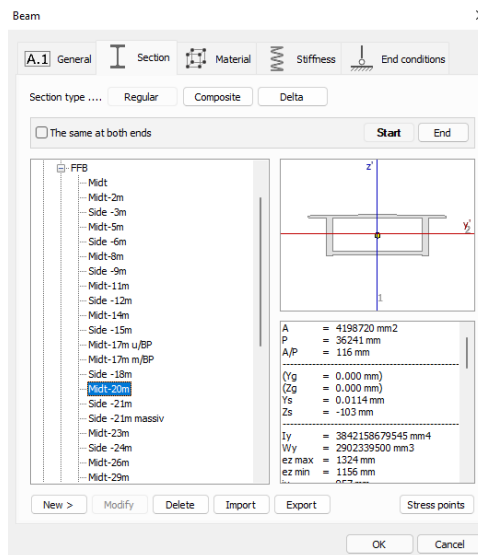 Beam
A.1 General Section Material Stiffness End conditions
Section type .... Regular Composite Delta
The same at both ends Start End
FFB
Midt
Midt-2m
Side -3m
Midt-5m
Side -6m
Midt-8m
Side -9m
Midt-11m
Side -12m
Midt-14m
Side -15m
Midt-17m u/BP
Midt-17m m/BP
Side -18m
Midt-20m
Side -21m
Side -21m massiv
Midt-23m
Side -24m
Midt-26m
Midt-29m
z'
y'
2
1
A = 4198720 mm2
P = 36241 mm
A/P = 116 mm
(Yg = 0.000 mm)
(Zg = 0.000 mm)
Ys = 0.0114 mm
Zs = -103 mm
Iy = 3842158679545 mm4
Wy = 2902339500 mm3
ez max = 1324 mm
ez min = 1156 mm
New > Modify Delete Import Export Stress points
OK Cancel